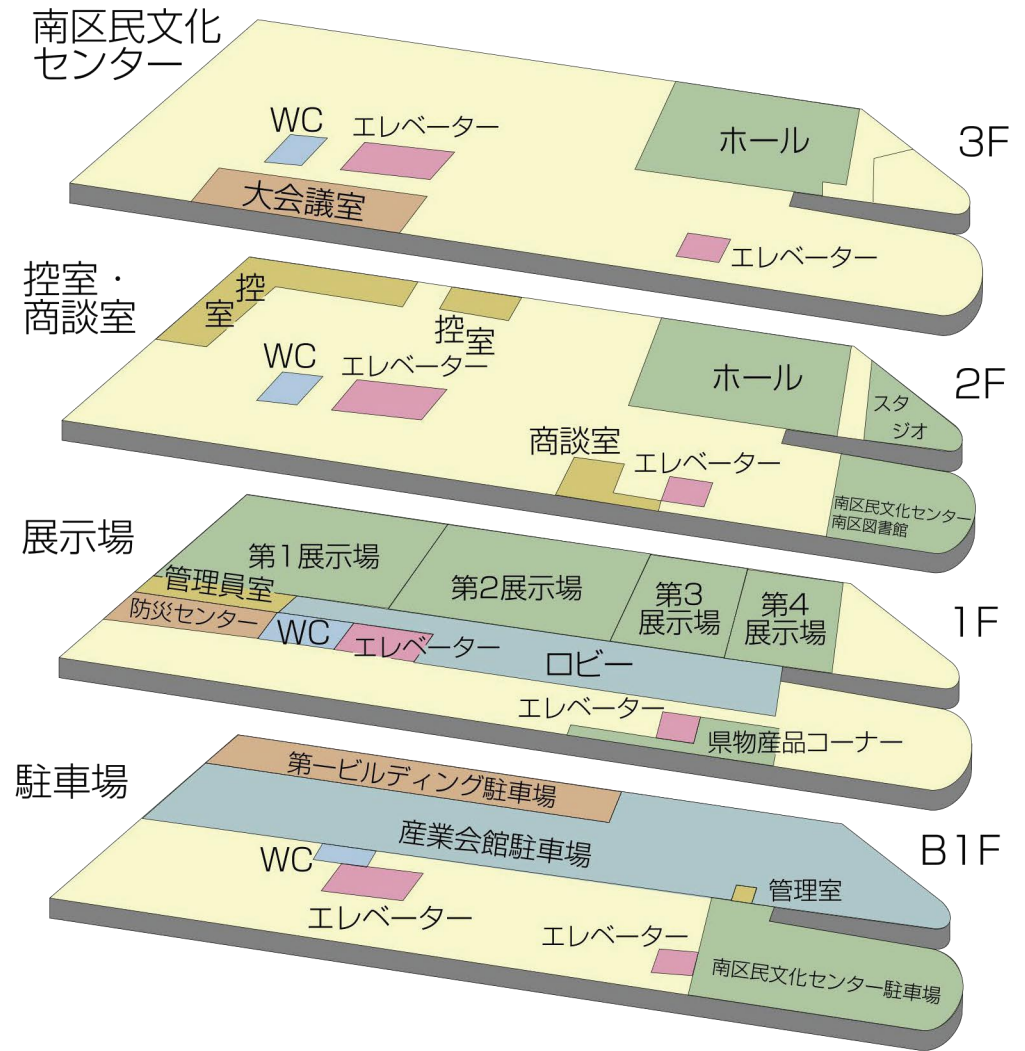 南区民文化
センター
WC
エレベーター
ホール
3F
大会議室
エレベーター
控室・
商談室
控
室
控
室
WC
エレベーター
ホール
2F
スタ
ジオ
商談室
エレベーター
南区民文化センター
南区図書館
展示場
第1展示場
第2展示場
第3
展示場
第4
展示場
1F
管理員室
防災センター
WC
エレベーター
ロビー
エレベーター
県物産品コーナー
駐車場
第一ビルディング駐車場
産業会館駐車場
B1F
WC
管理室
エレベーター
エレベーター
南区民文化センター駐車場